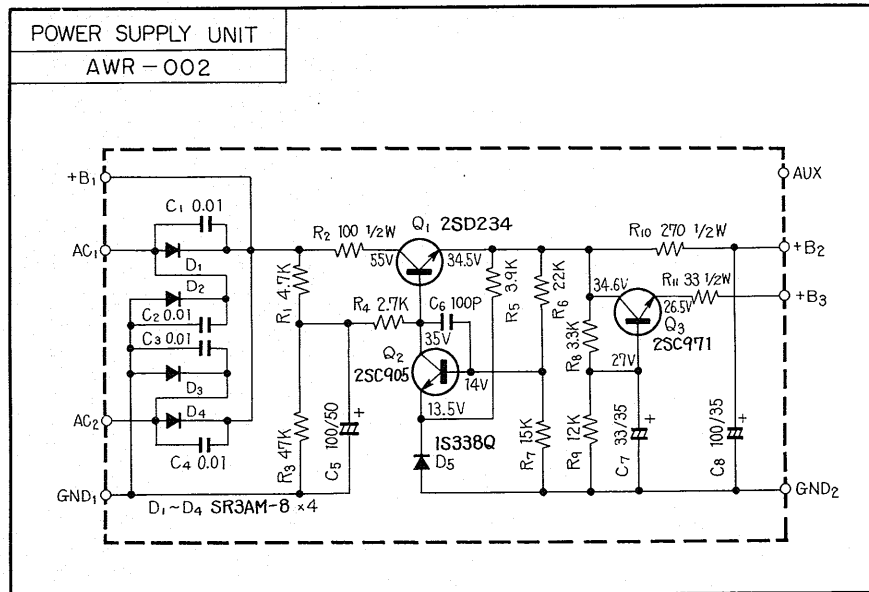 POWER SUPPLY UNIT
AWR-002
+B1
AUX
C1 0.01
AC1
D1
R2 100 1/2W
Q1 2SD234
55V
34.5V
R10 270 1/2W
+B2
D2
C2 0.01
C3 0.01
R1 4.7K
R4 2.7K
C6 100P
R5 3.9K
R6 22K
34.6V
R11 33 1/2W
26.5V
+B3
Q3
2SC971
R8 3.3K
35V
Q2
2SC905
14V
27V
D3
AC2
D4
C4 0.01
R3 47K
C5 100/50
+
13.5V
1S338Q
D5
R7 15K
R9 12K
C7 33/35
+
C8 100/35
+
GND1
GND2
D1~D4 SR3AM-8 ×4